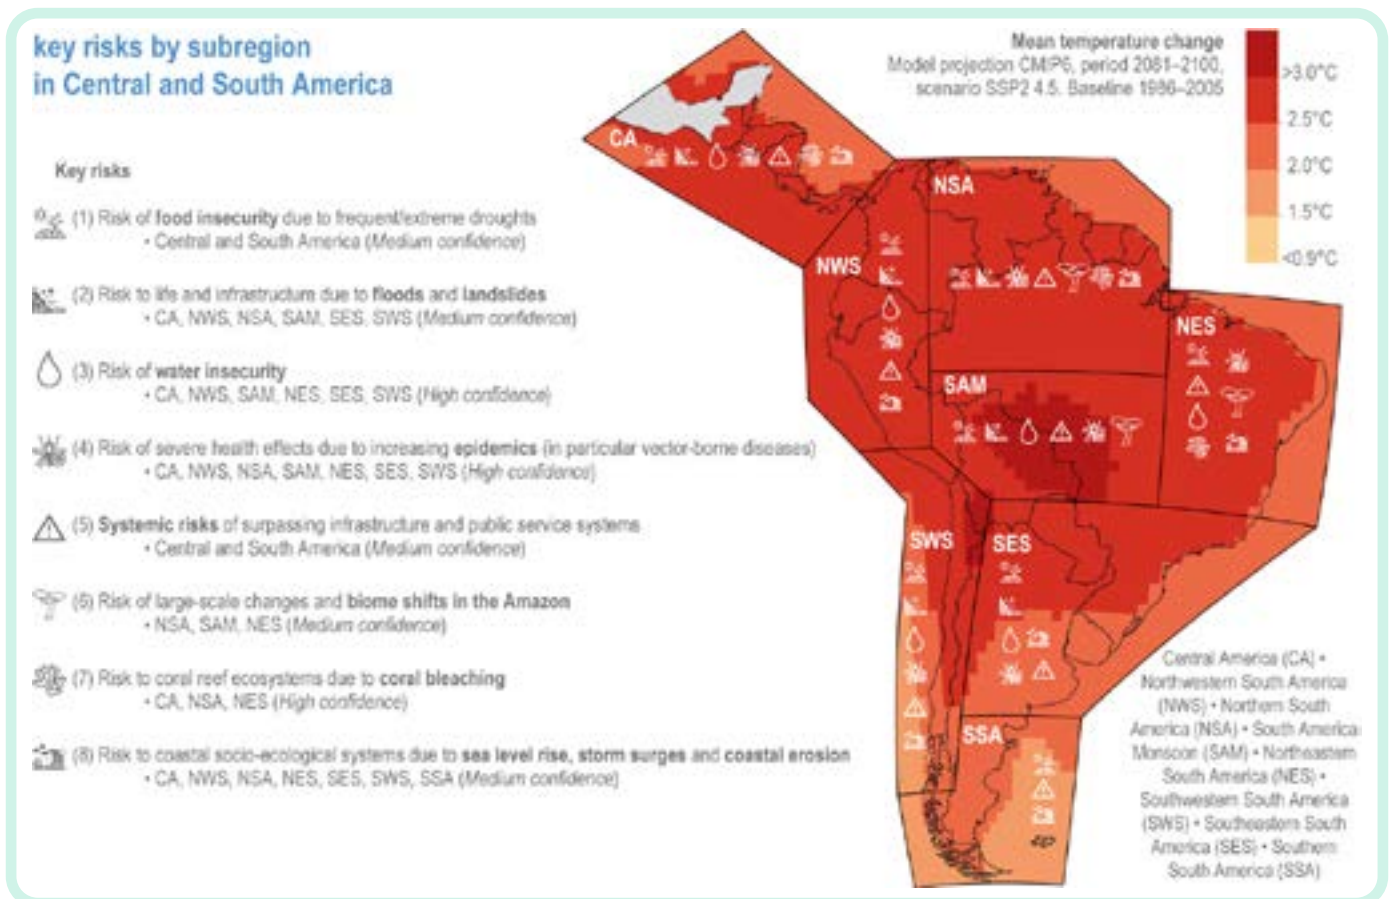 key risks by subregion
in Central and South America
Key risks
(1) Risk of food insecurity due to frequent/extreme droughts
• Central and South America (Medium confidence)
(2) Risk to life and infrastructure due to floods and landslides
• CA, NWS, NSA, SAM, SES, SWS (Medium confidence)
(3) Risk of water insecurity
• CA, NWS, SAM, NES, SES, SWS (High confidence)
(4) Risk of severe health effects due to increasing epidemics (in particular vector-borne diseases)
• CA, NWS, NSA, SAM, NES, SES, SWS (High confidence)
(5) Systemic risks of surpassing infrastructure and public service systems
• Central and South America (Medium confidence)
(6) Risk of large-scale changes and biome shifts in the Amazon
• NSA, SAM, NES (Medium confidence)
(7) Risk to coral reef ecosystems due to coral bleaching
• CA, NSA, NES (High confidence)
(8) Risk to coastal socio-ecological systems due to sea level rise, storm surges and coastal erosion
• CA, NWS, NSA, NES, SES, SWS, SSA (Medium confidence)
Mean temperature change
Model projection CMIP6, period 2081–2100,
scenario SSP2 4.5. Baseline 1986–2005
>3.0°C
2.5°C
2.0°C
1.5°C
<0.9°C
CA
NSA
NWS
NES
SAM
SWS
SES
SSA
Central America (CA) •
Northwestern South America
(NWS) • Northern South
America (NSA) • South America
Monsoon (SAM) • Northeastern
South America (NES) •
Southwestern South America
(SWS) • Southeastern South
America (SES) • Southern
South America (SSA)